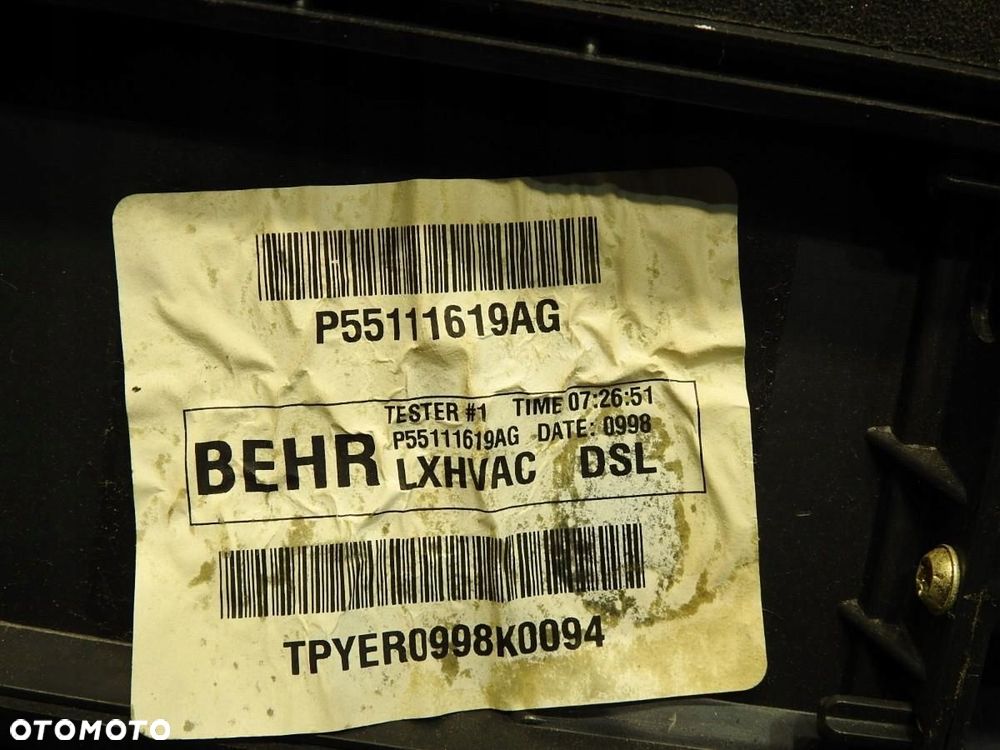 P55111619AG
TESTER #1 TIME 07:26:51
P55111619AG DATE: 0998
BEHR LXHVAC DSL
TPYER0998K0094
OTOMOTO